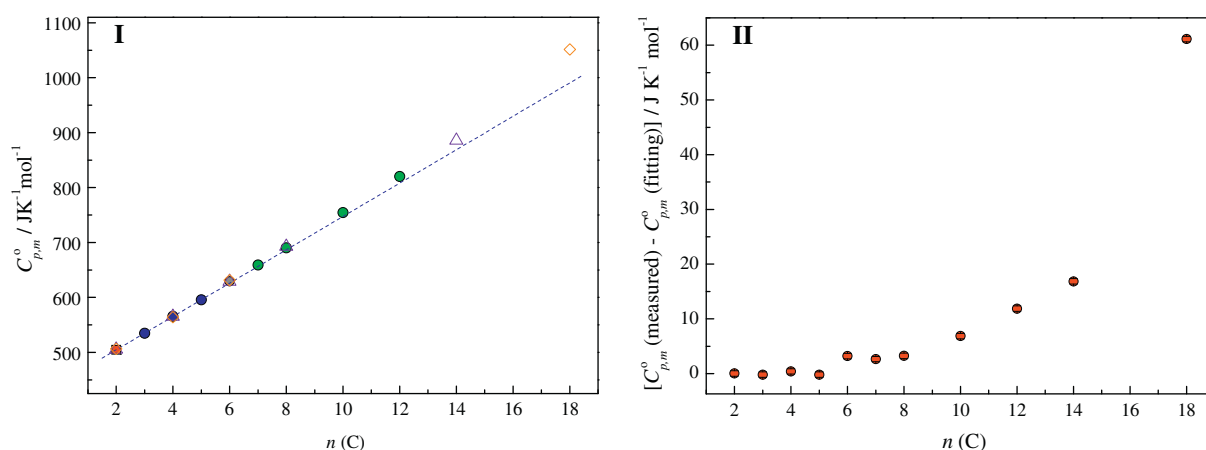 I
1100
1000
900
800
700
600
500
2 4 6 8 10 12 14 16 18
n (C)
C°p,m / JK-1mol-1
II
60
50
40
30
20
10
0
2 4 6 8 10 12 14 16 18
n (C)
[C°p,m (measured) - C°p,m (fitting)] / J K-1 mol-1